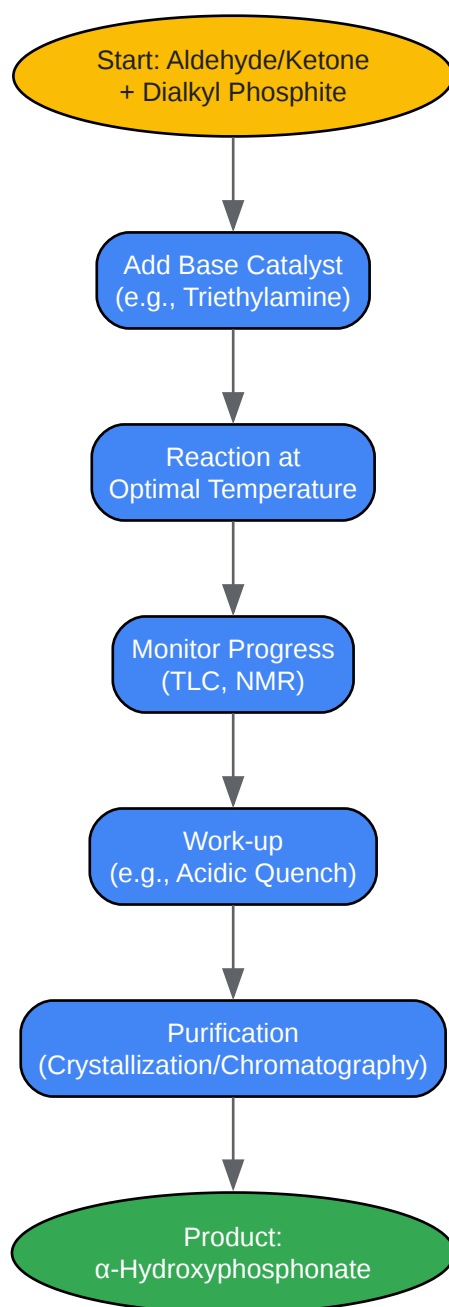 Start: Aldehyde/Ketone
+ Dialkyl Phosphite
Add Base Catalyst
(e.g., Triethylamine)
Reaction at
Optimal Temperature
Monitor Progress
(TLC, NMR)
Work-up
(e.g., Acidic Quench)
Purification
(Crystallization/Chromatography)
Product:
α-Hydroxyphosphonate